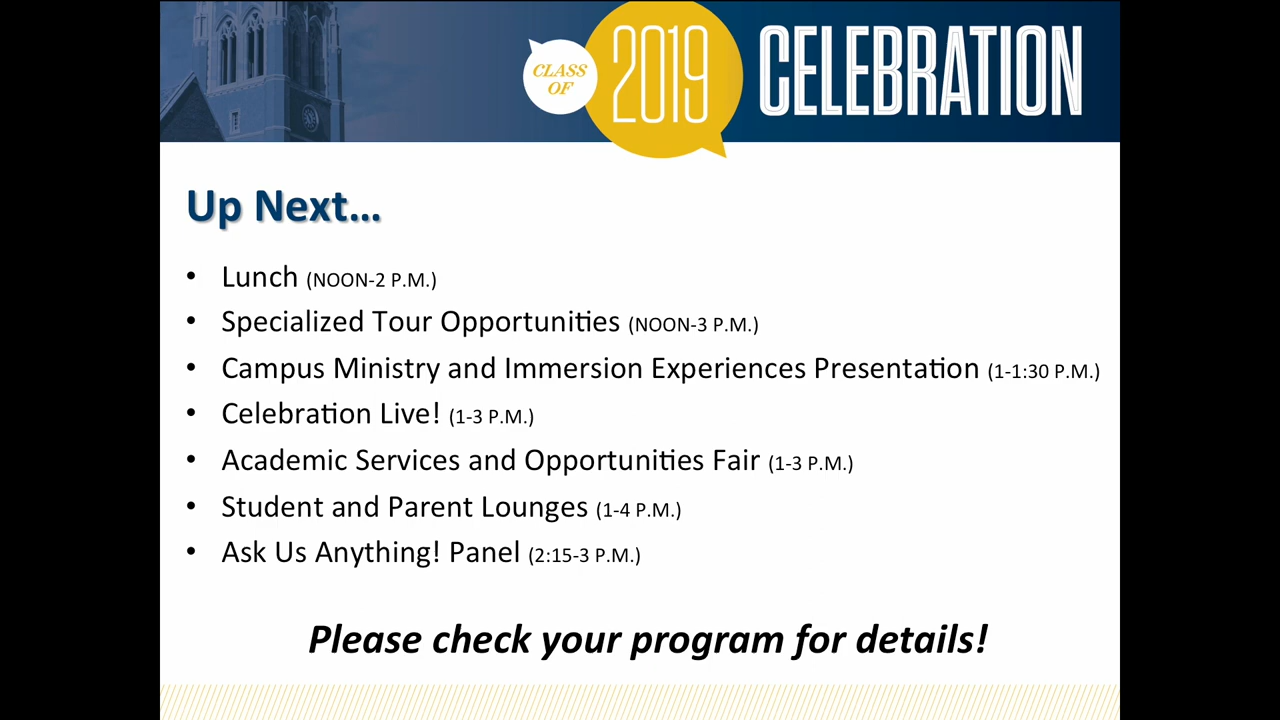 CLASS
OF
2019
CELEBRATION
Up Next...
• Lunch (NOON-2 P.M.)
• Specialized Tour Opportunities (NOON-3 P.M.)
• Campus Ministry and Immersion Experiences Presentation (1-1:30 P.M.)
• Celebration Live! (1-3 P.M.)
• Academic Services and Opportunities Fair (1-3 P.M.)
• Student and Parent Lounges (1-4 P.M.)
• Ask Us Anything! Panel (2:15-3 P.M.)
Please check your program for details!